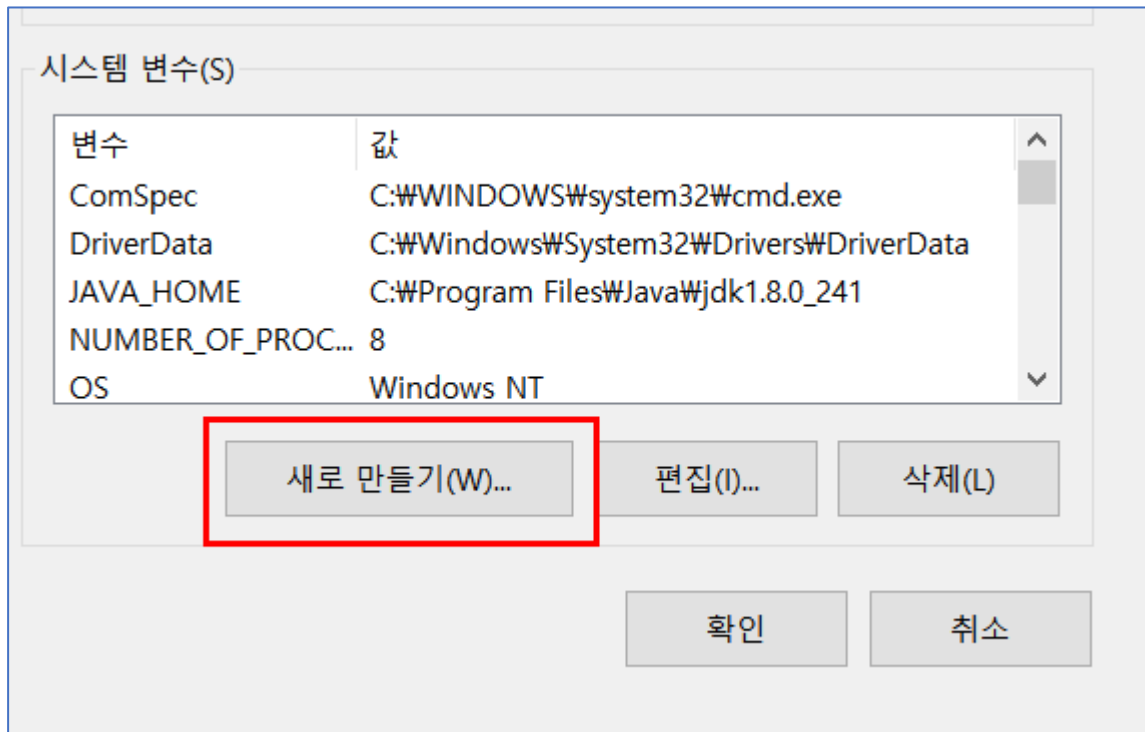 시스템 변수(S)
변수 값
ComSpec C:₩WINDOWS₩system32₩cmd.exe
DriverData C:₩Windows₩System32₩Drivers₩DriverData
JAVA_HOME C:₩Program Files₩Java₩jdk1.8.0_241
NUMBER_OF_PROC... 8
OS Windows NT
새로 만들기(W)... 편집(I)... 삭제(L)
확인 취소